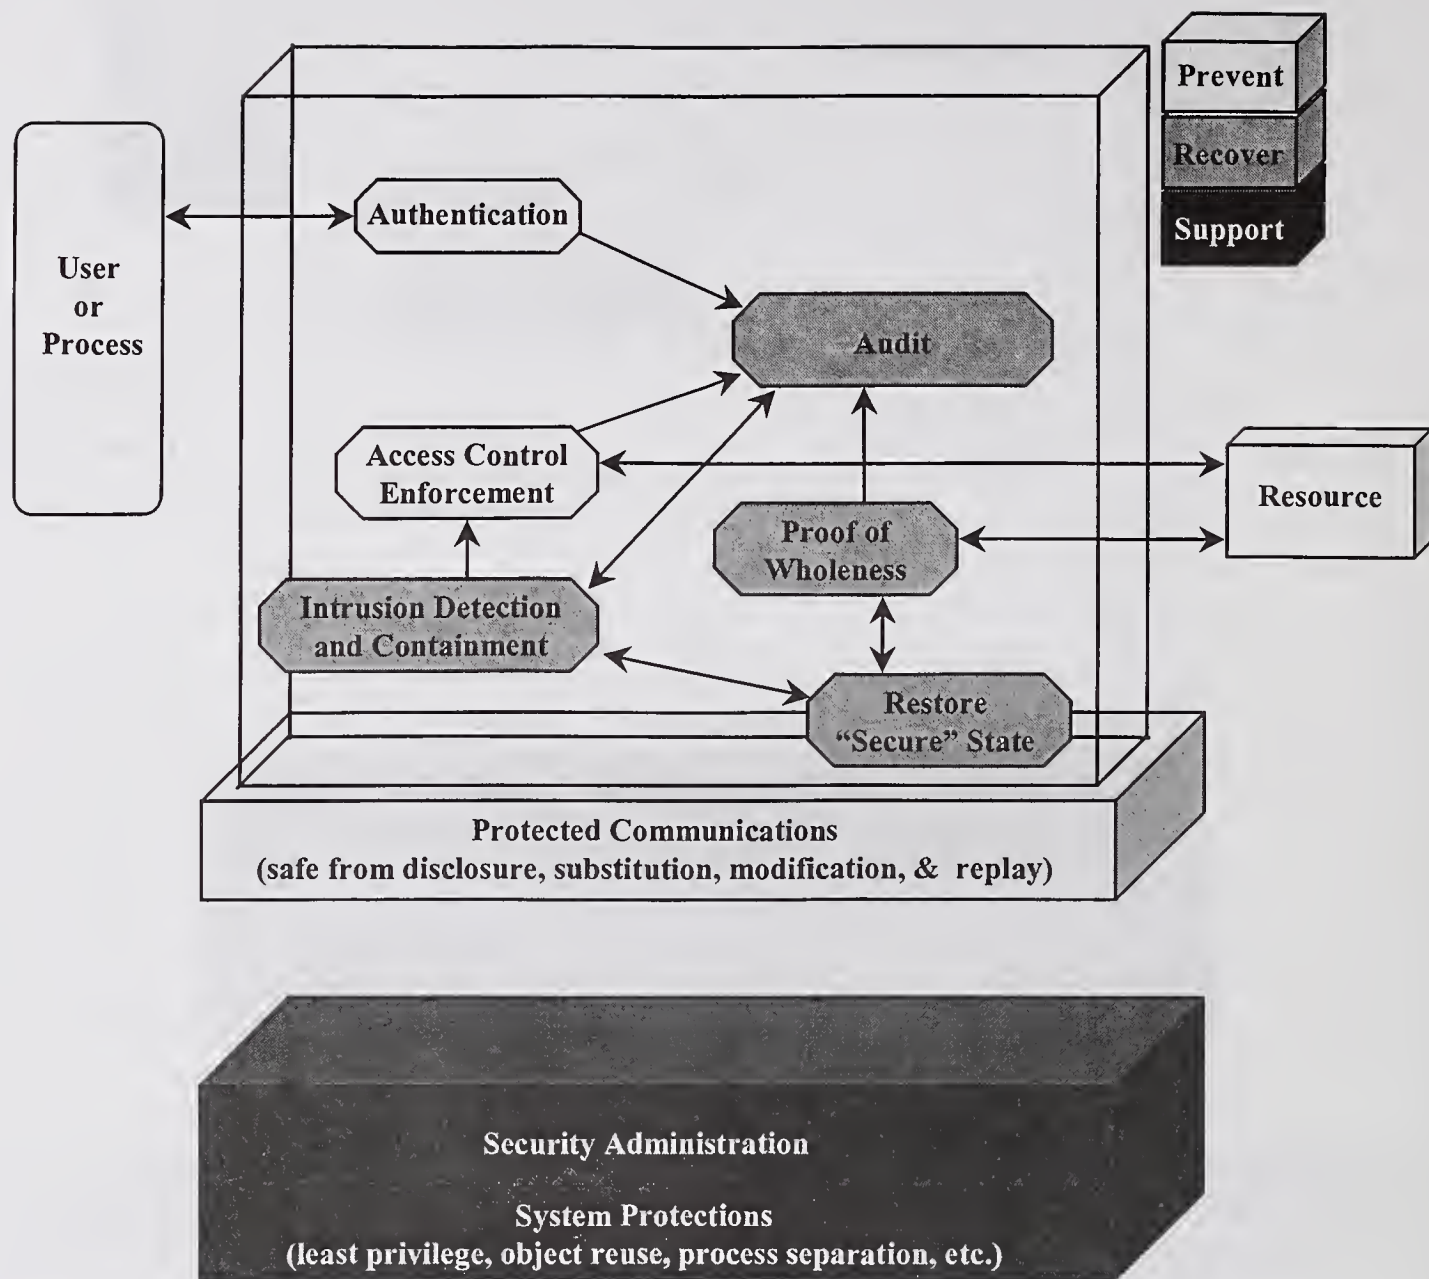 Prevent
Recover
Support
Authentication
User
or
Process
Audit
Access Control
Enforcement
Resource
Proof of
Wholeness
Intrusion Detection
and Containment
Restore
“Secure” State
Protected Communications
(safe from disclosure, substitution, modification, & replay)
Security Administration
System Protections
(least privilege, object reuse, process separation, etc.)